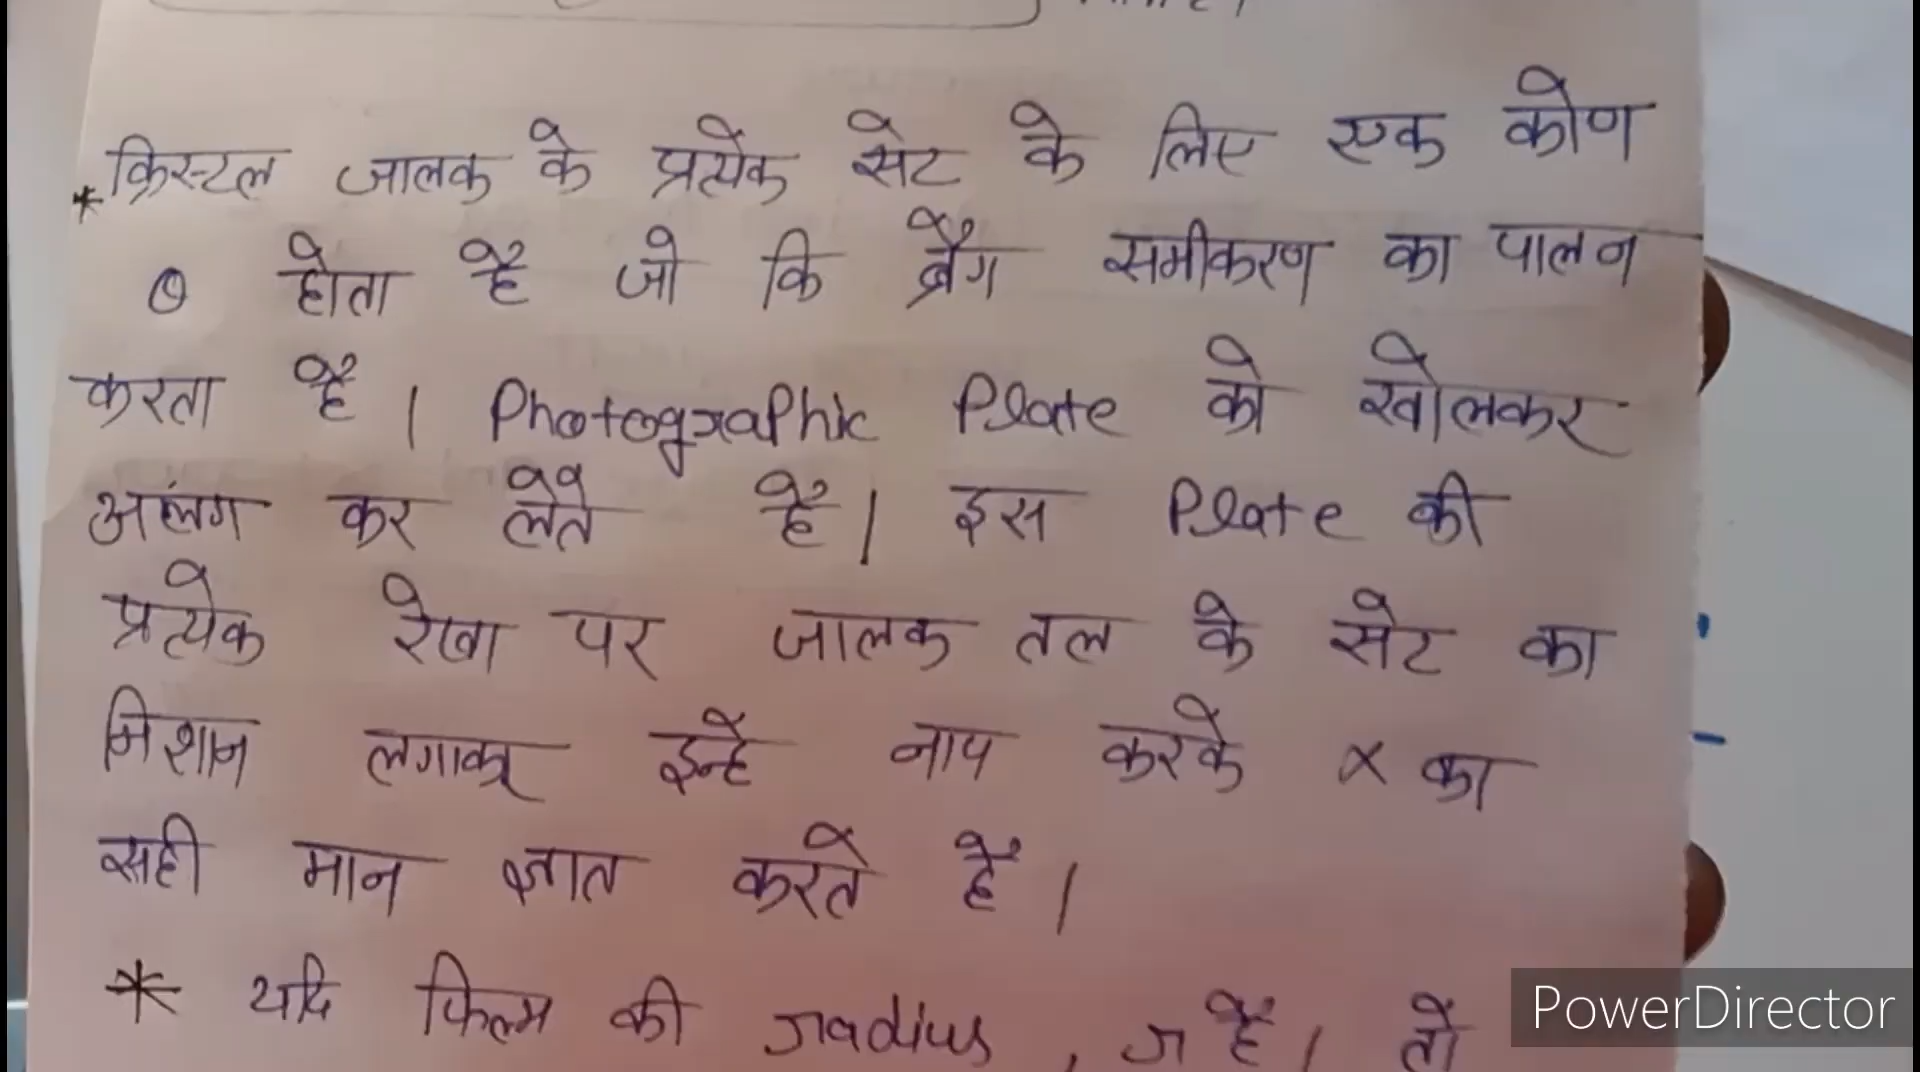 * क्रिस्टल जालक के प्रत्येक सेट के लिए एक कोण
θ होता है जो कि ब्रैग समीकरण का पालन
करता है । Photographic Plate को खोलकर
अलग कर लेते है । इस Plate की
प्रत्येक रेखा पर जालक तल के सेट का
निशान लगाकर इन्हे नाप करके α का
सही मान ज्ञात करते है ।
* यदि फिल्म की radius , r है । तो
PowerDirector